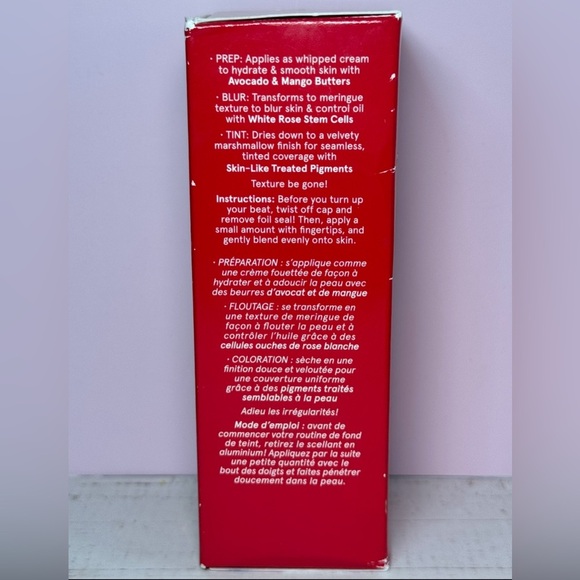 · PREP: Applies as whipped cream
to hydrate & smooth skin with
Avocado & Mango Butters
· BLUR: Transforms to meringue
texture to blur skin & control oil
with White Rose Stem Cells
· TINT: Dries down to a velvety
marshmallow finish for seamless,
tinted coverage with
Skin-Like Treated Pigments
Texture be gone!
Instructions: Before you turn up
your beat, twist off cap and
remove foil seal! Then, apply a
small amount with fingertips, and
gently blend evenly onto skin.
· PRÉPARATION : s'applique comme
une crème fouettée de façon à
hydrater et à adoucir la peau avec
des beurres d'avocat et de mangue
· FLOUTAGE : se transforme en
une texture de meringue de
façon à flouter la peau et à
contrôler l'huile grâce à des
cellules ouches de rose blanche
· COLORATION : sèche en une
finition douce et veloutée pour
une couverture uniforme
grâce à des pigments traités
semblables à la peau
Adieu les irrégularités!
Mode d'emploi : avant de
commencer votre routine de fond
de teint, retirez le scellant en
aluminium! Appliquez par la suite
une petite quantité avec le
bout des doigts et faites pénétrer
doucement dans la peau.